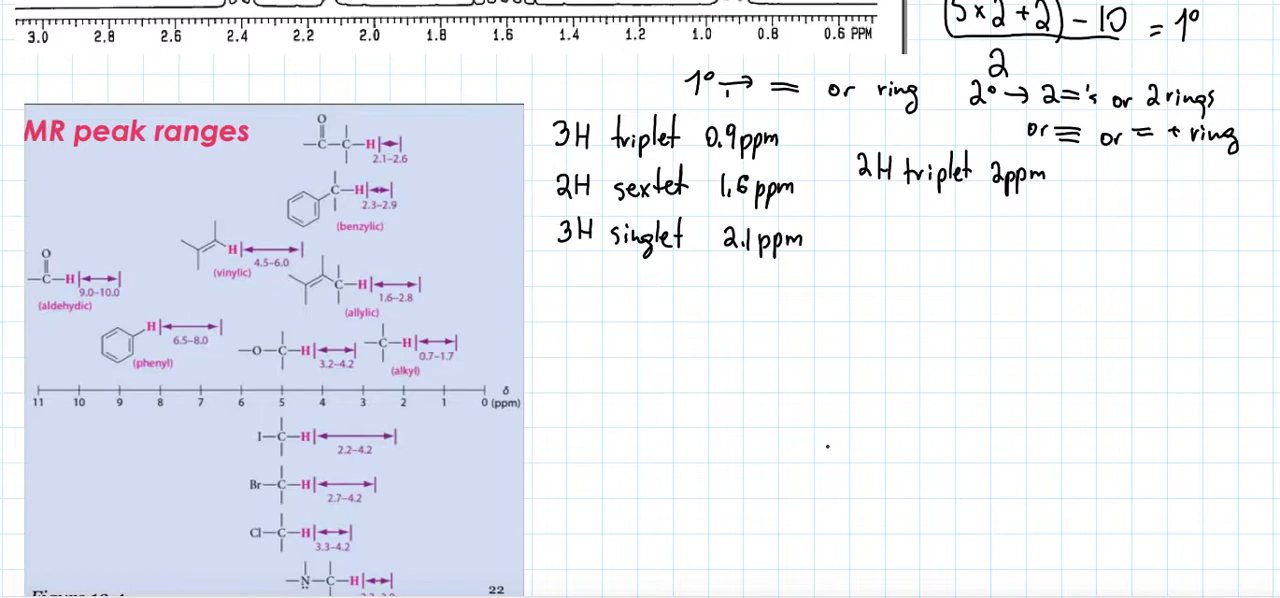 3.0 2.8 2.6 2.4 2.2 2.0 1.8 1.6 1.4 1.2 1.0 0.8 0.6 PPM
(5 x 2 + 2) - 10 = 1°
2
1° → = or ring
2° → 2 ='s or 2 rings
or ≡ or = + ring
3H triplet 0.9ppm
2H sextet 1.6ppm
3H singlet 2.1ppm
2H triplet 2ppm
MR peak ranges
O
—C—C—H
2.1–2.6
C—H
2.3–2.9
(benzylic)
H
4.5–6.0
(vinylic)
O
—C—H
9.0–10.0
(aldehydic)
C—H
1.6–2.8
(allylic)
H
6.5–8.0
(phenyl)
—O—C—H
3.2–4.2
—C—H
0.7–1.7
(alkyl)
11 10 9 8 7 6 5 4 3 2 1 0 δ (ppm)
I—C—H
2.2–4.2
Br—C—H
2.7–4.2
Cl—C—H
3.3–4.2
—N—C—H
22